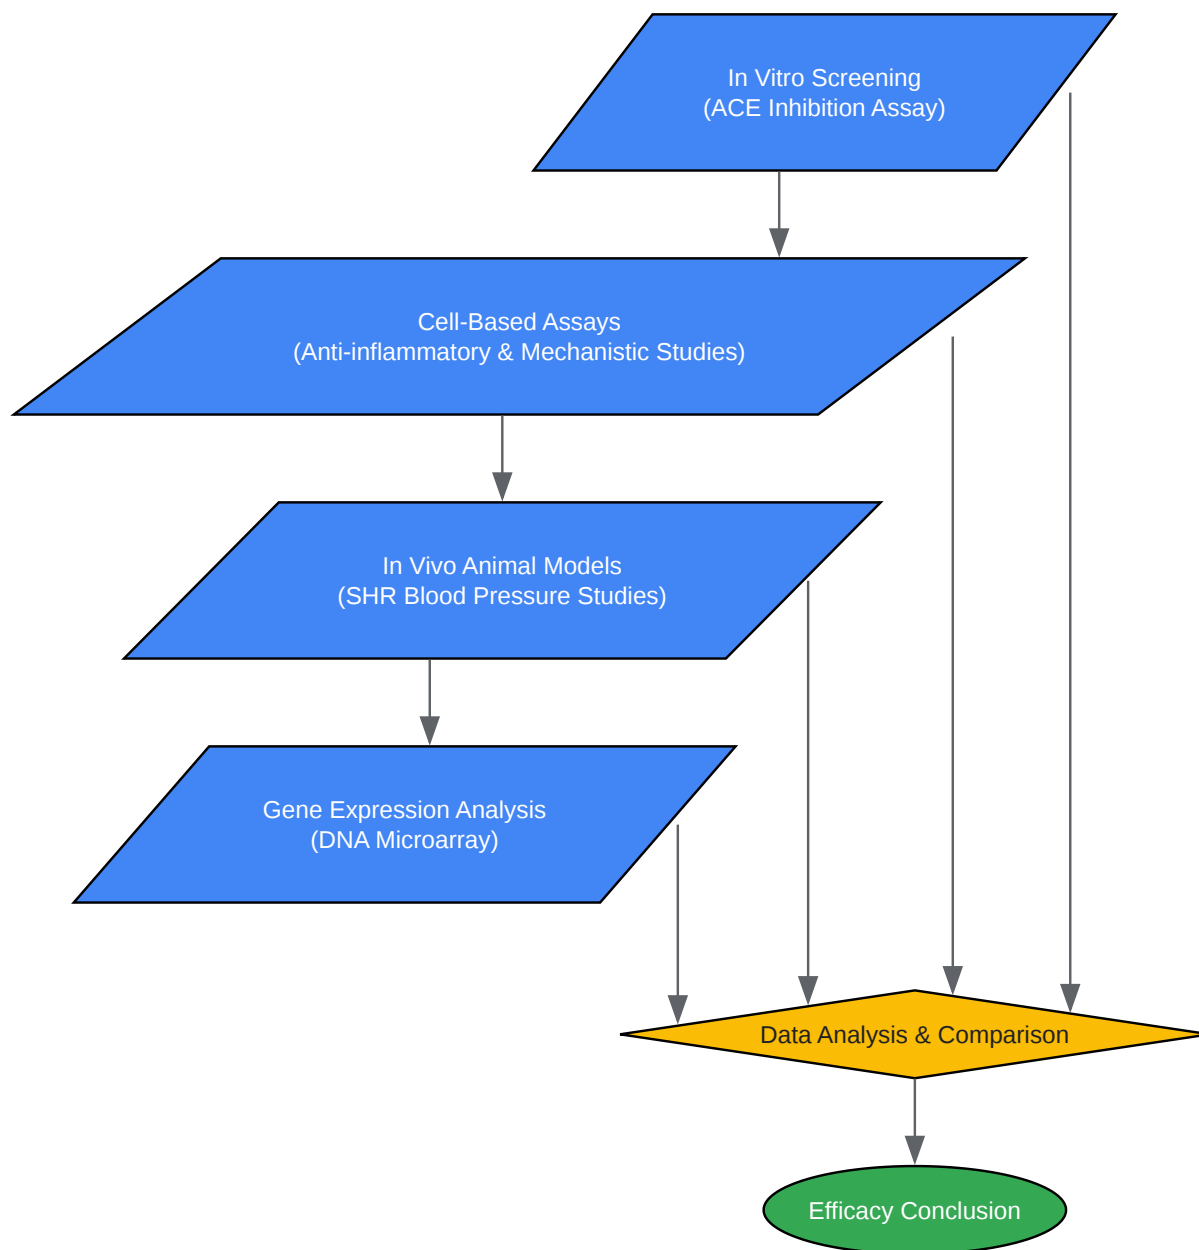 In Vitro Screening
(ACE Inhibition Assay)
Cell-Based Assays
(Anti-inflammatory & Mechanistic Studies)
In Vivo Animal Models
(SHR Blood Pressure Studies)
Gene Expression Analysis
(DNA Microarray)
Data Analysis & Comparison
Efficacy Conclusion